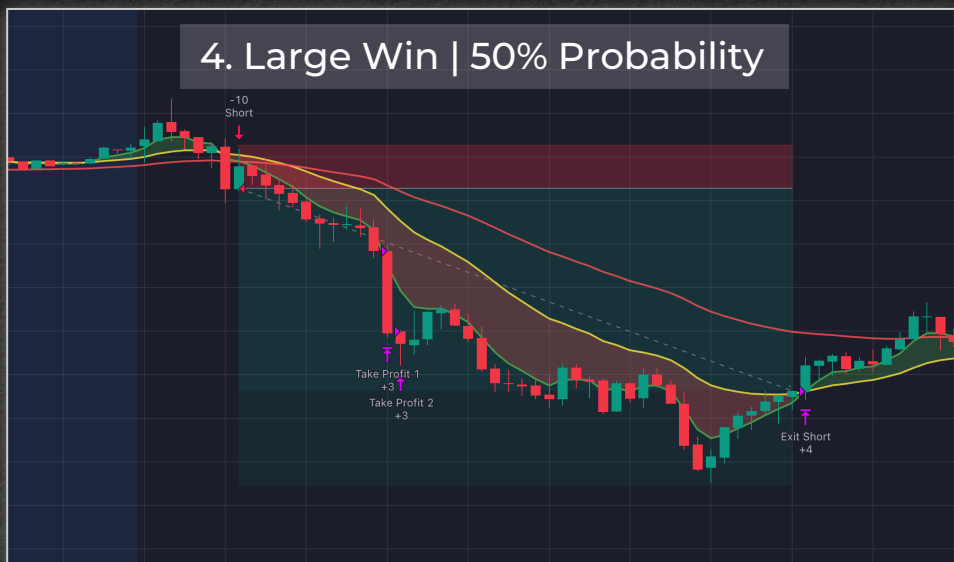 4. Large Win | 50% Probability
-10
Short
Take Profit 1
+3
Take Profit 2
+3
Exit Short
+4